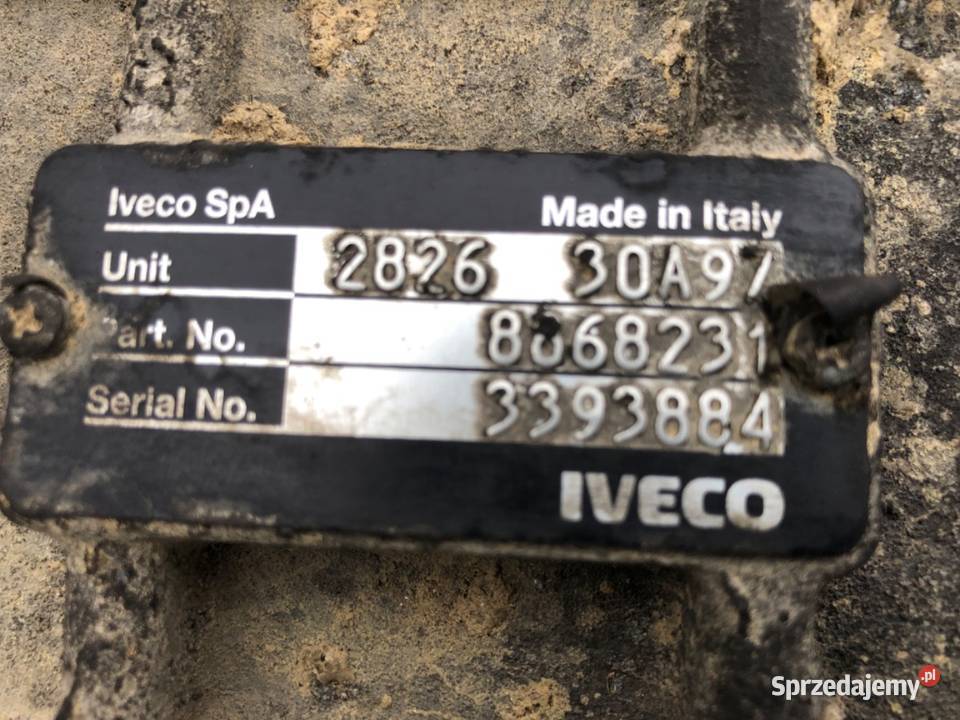 Iveco SpA Made in Italy
Unit 2826 30A97
Part. No. 8868231
Serial No. 3393884
IVECO
Sprzedajemy.pl